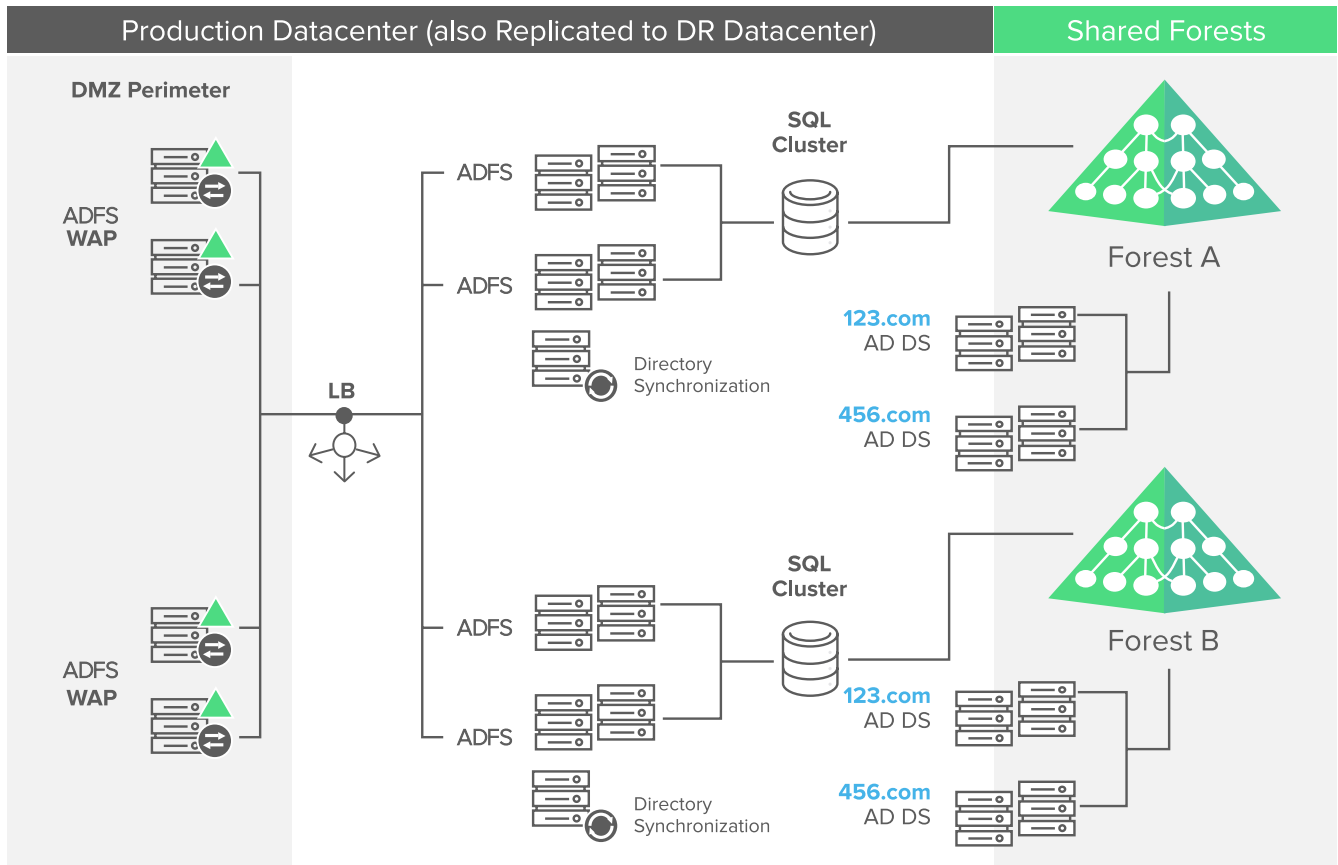 Production Datacenter (also Replicated to DR Datacenter)
Shared Forests
DMZ Perimeter
ADFS
WAP
ADFS
WAP
LB
ADFS
ADFS
Directory
Synchronization
SQL
Cluster
Forest A
123.com
AD DS
456.com
AD DS
ADFS
ADFS
Directory
Synchronization
SQL
Cluster
Forest B
123.com
AD DS
456.com
AD DS